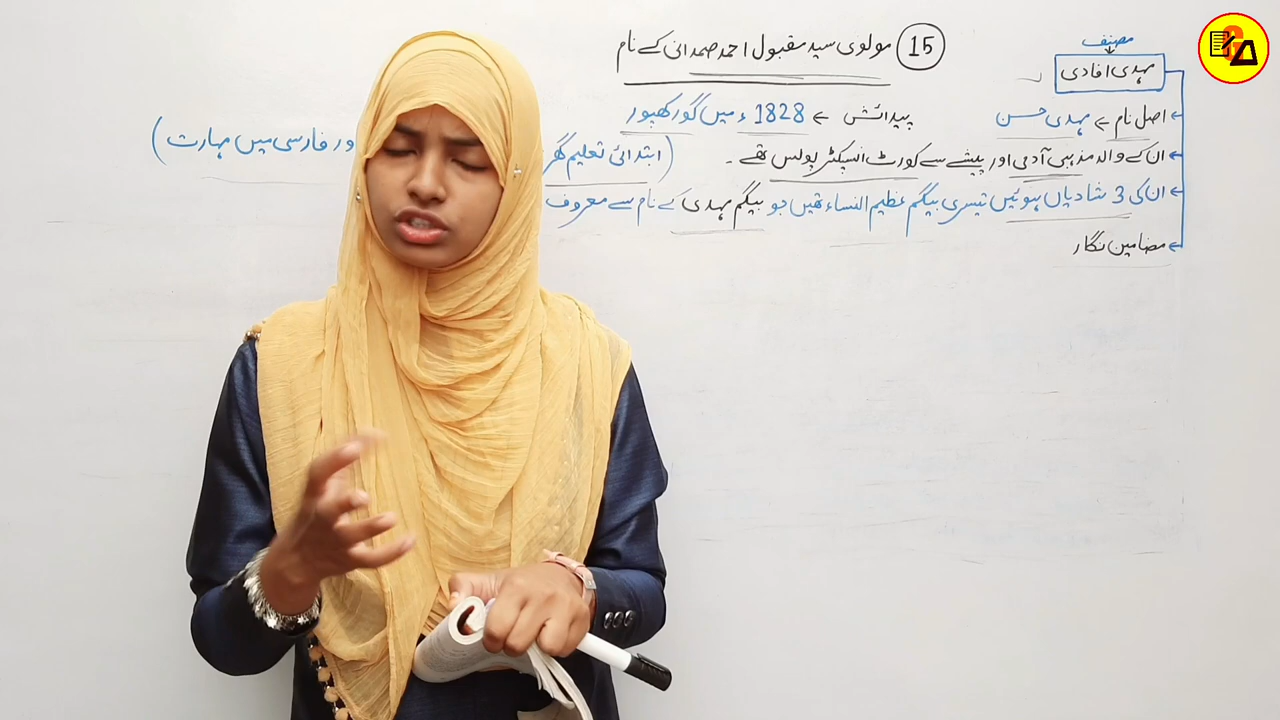 15 مولوی سید مقبول احمد صمدانی کے نام
مصنف
مہدی افادی
اصل نام ← مہدی حسن پیدائش ← 1828ء میں گورکھپور
ان کے والد مذہبی آدمی اور پیشے سے کورٹ انسپکٹر پولس تھے ۔ (ابتدائی تعلیم گھر ور فارسی میں مہارت)
ان کی 3 شادیاں ہوئیں تیسری بیگم عظیم النساء تھیں جو بیگم مہدی کے نام سے معروف
مضامین نگار